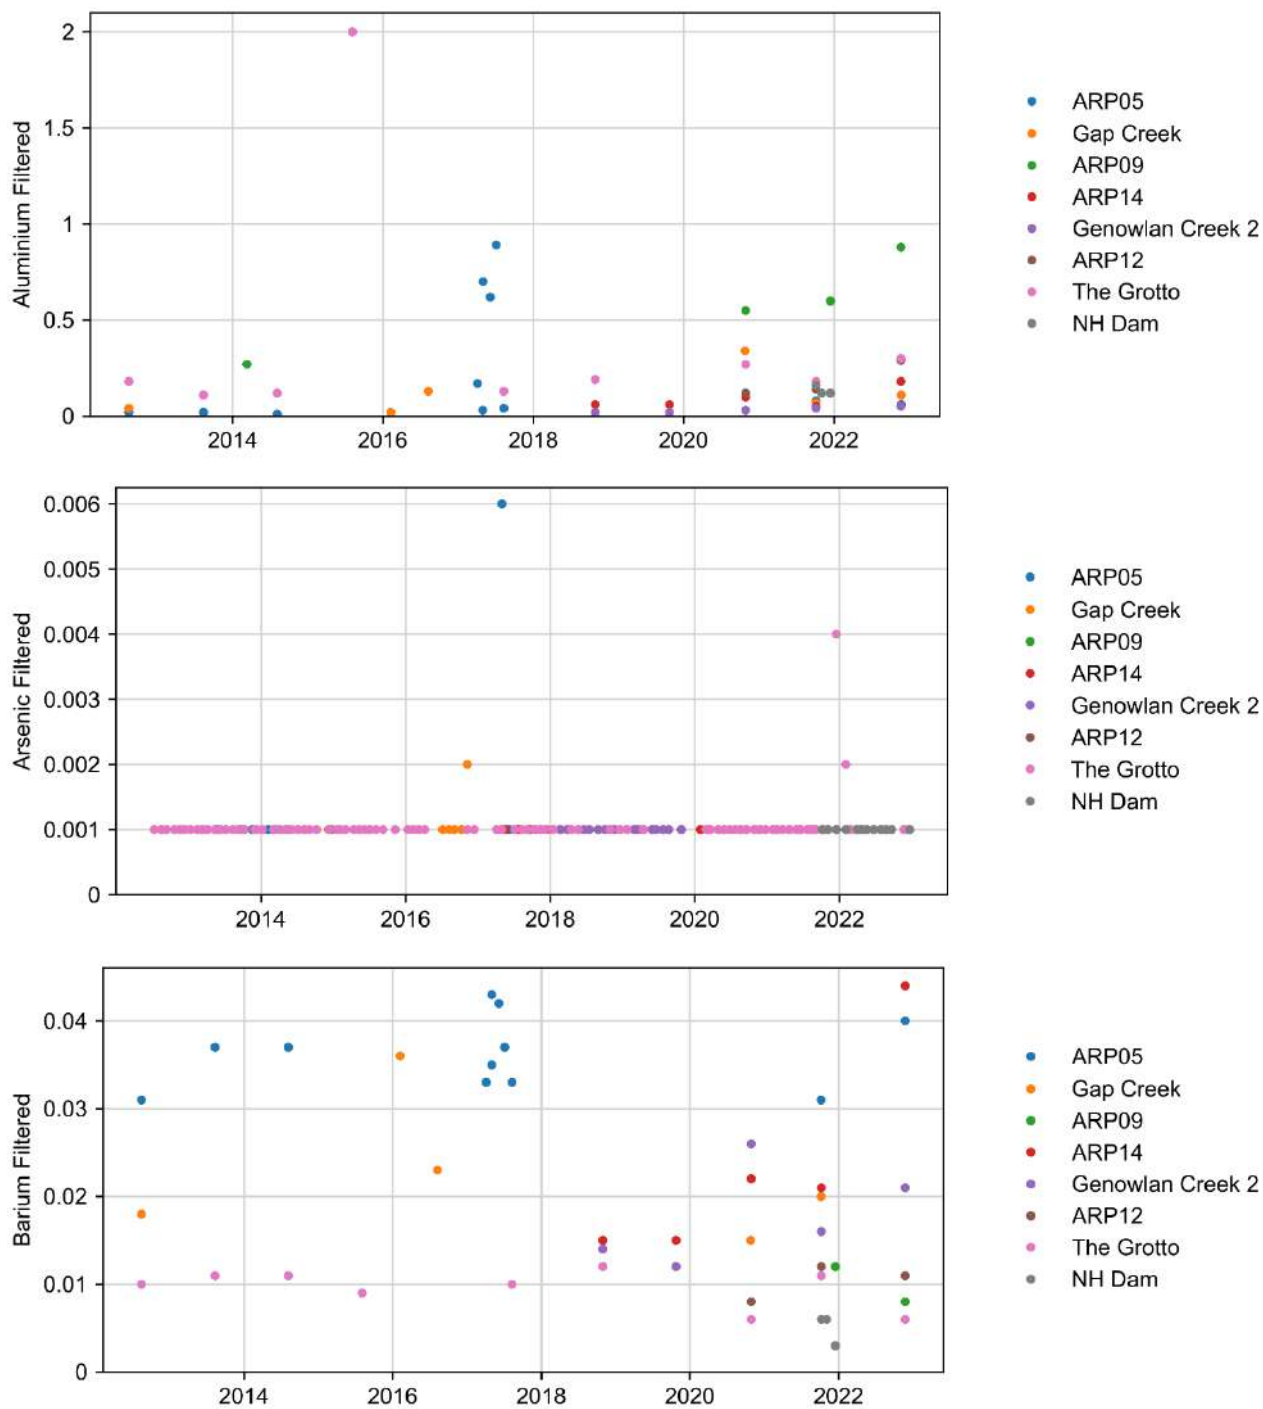 Aluminium Filtered
2
1.5
1
0.5
0
2014 2016 2018 2020 2022
ARP05
Gap Creek
ARP09
ARP14
Genowlan Creek 2
ARP12
The Grotto
NH Dam
Arsenic Filtered
0.006
0.005
0.004
0.003
0.002
0.001
0
2014 2016 2018 2020 2022
ARP05
Gap Creek
ARP09
ARP14
Genowlan Creek 2
ARP12
The Grotto
NH Dam
Barium Filtered
0.04
0.03
0.02
0.01
0
2014 2016 2018 2020 2022
ARP05
Gap Creek
ARP09
ARP14
Genowlan Creek 2
ARP12
The Grotto
NH Dam